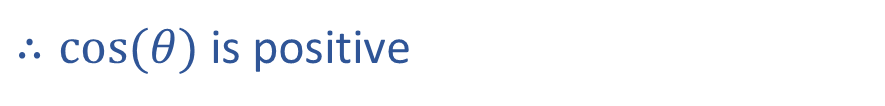 ∴ cos(θ) is positive